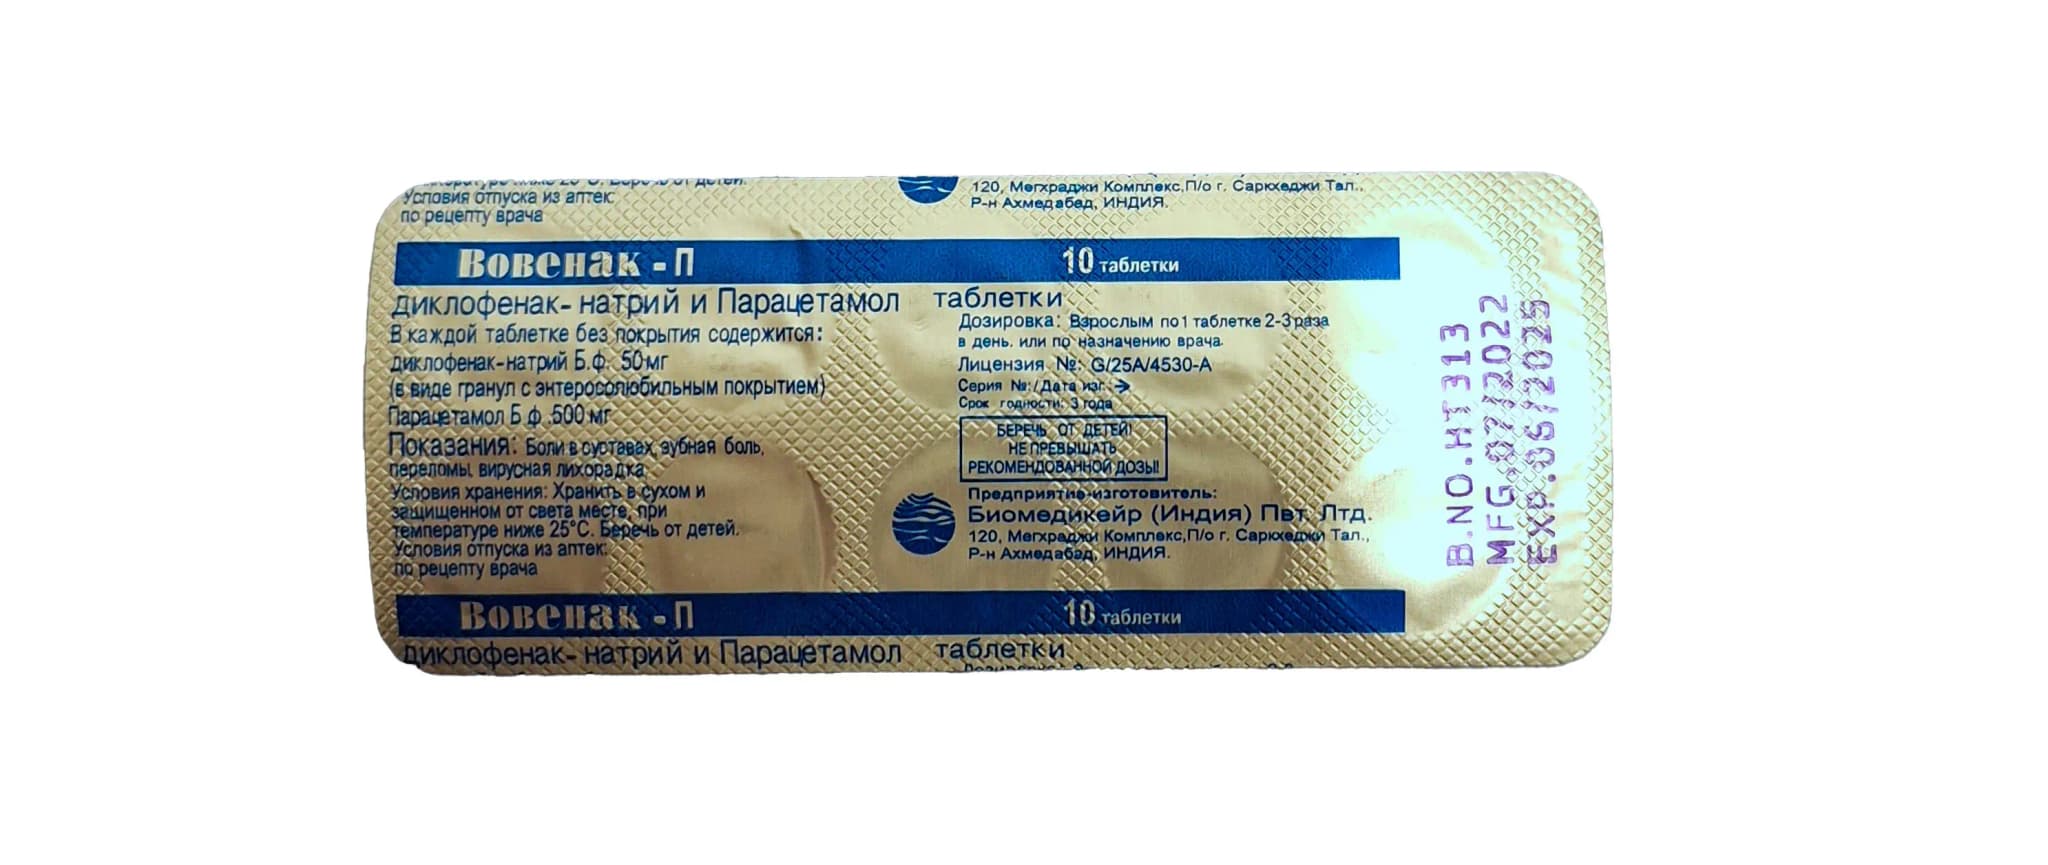 Условия отпуска из аптек:
по рецепту врача
120, Мегхраджи Комплекс,П/о г. Саркхеджи Тал.,
Р-н Ахмедабад, ИНДИЯ.
Вовенак - П
10 таблетки
диклофенак- натрий и Парацетамол таблетки
В каждой таблетке без покрытия содержится:
диклофенак-натрий Б.ф. 50мг
(в виде гранул с энтеросолюбильным покрытием)
Парацетамол Б ф .500 мг
Показания: Боли в суставах, зубная боль,
переломы, вирусная лихорадка
Условия хранения: Хранить в сухом и
защищенном от света месте, при
температуре ниже 25°С. Беречь от детей.
Условия отпуска из аптек:
по рецепту врача
Дозировка: Взрослым по 1 таблетке 2-3 раза
в день. или по назначению врача.
Лицензия №: G/25A/4530-A
Серия №:/Дата изг.: →
Срок годности: 3 года
БЕРЕЧЬ ОТ ДЕТЕЙ!
НЕ ПРЕВЫШАТЬ
РЕКОМЕНДОВАННОЙ ДОЗЫ!
Предприятие-изготовитель:
Биомедикейр (Индия) Пвт. Лтд.
120, Мегхраджи Комплекс,П/о г. Саркхеджи Тал.,
Р-н Ахмедабад, ИНДИЯ.
B.NO.HT313
MFG.07/2022
EXP.06/2025
Вовенак - П
10 таблетки
диклофенак- натрий и Парацетамол таблетки